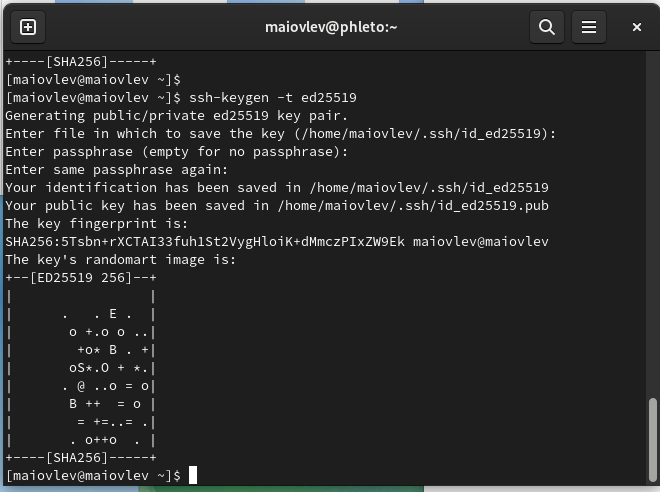 maiovlev@phleto:~
+----[SHA256]-----+
[maiovlev@maiovlev ~]$
[maiovlev@maiovlev ~]$ ssh-keygen -t ed25519
Generating public/private ed25519 key pair.
Enter file in which to save the key (/home/maiovlev/.ssh/id_ed25519):
Enter passphrase (empty for no passphrase):
Enter same passphrase again:
Your identification has been saved in /home/maiovlev/.ssh/id_ed25519
Your public key has been saved in /home/maiovlev/.ssh/id_ed25519.pub
The key fingerprint is:
SHA256:5Tsbn+rXCTAI33fuh1St2VygHloiK+dMmczPIxZW9Ek maiovlev@maiovlev
The key's randomart image is:
+--[ED25519 256]--+
|                 |
|      .   . E .  |
|       o +.o o ..|
|        +o* B . +|
|       oS*.O + *.|
|      . @ ..o = o|
|       B ++  = o |
|        = +=..= .|
|       . o++o  . |
+----[SHA256]-----+
[maiovlev@maiovlev ~]$